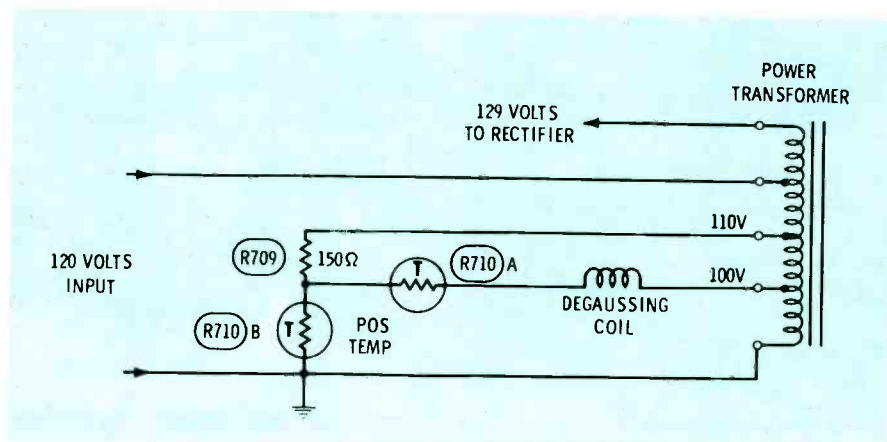 POWER
TRANSFORMER
129 VOLTS
TO RECTIFIER
110V
R709
150Ω
T
R710 A
120 VOLTS
INPUT
100V
DEGAUSSING
COIL
R710 B
T
POS
TEMP